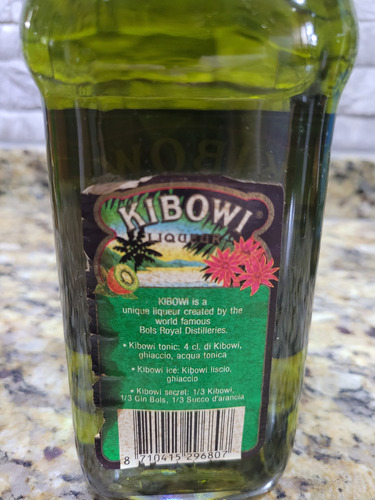 KIBOWI®
LIQUEUR
KIBOWI is a
unique liqueur created by the
world famous
Bols Royal Distilleries.
• Kibowi tonic: 4 cl. di Kibowi,
ghiaccio, acqua tonica
• Kibowi ice: Kibowi liscio,
ghiaccio
• Kibowi secret: 1/3 Kibowi,
1/3 Gin Bols, 1/3 Succo d'arancia
8 710415 296807